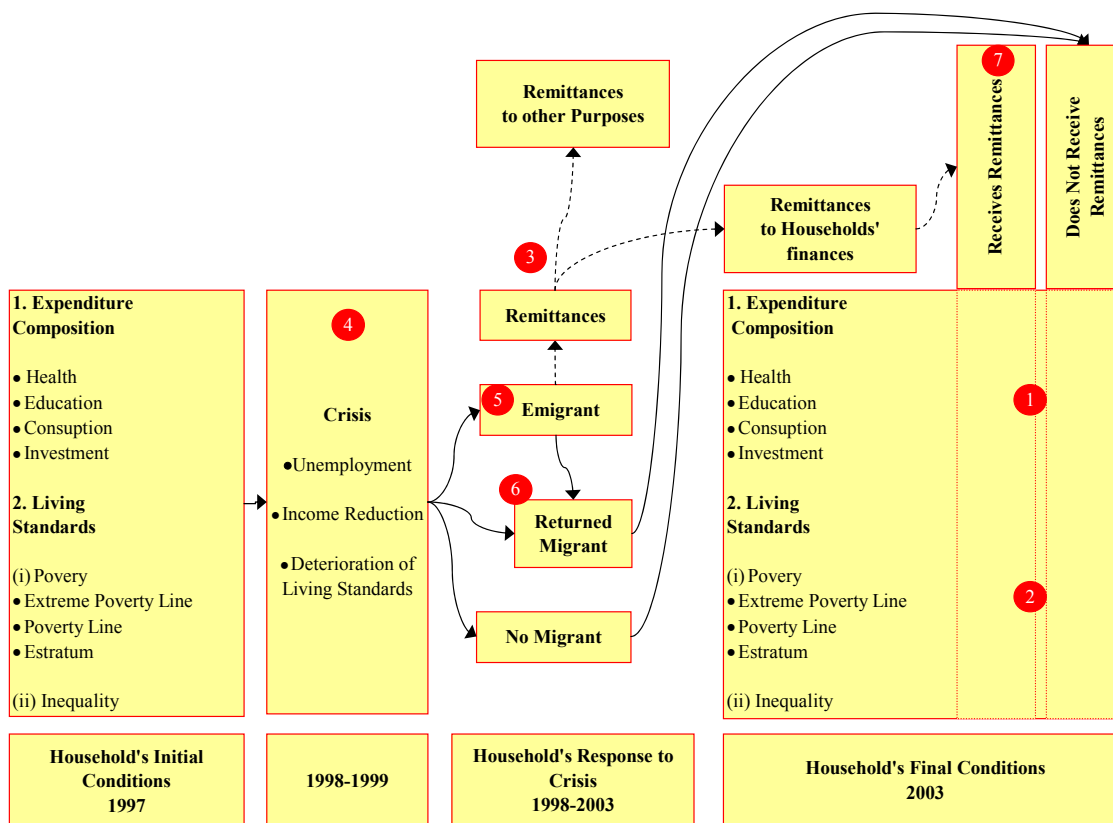 Remittances
to other Purposes
7
Receives Remittances
Does Not Receive
Remittances
Remittances
to Households'
finances
3
Remittances
1. Expenditure
Composition
• Health
• Education
• Consuption
• Investment
2. Living
Standards
(i) Povery
• Extreme Poverty Line
• Poverty Line
• Estratum
(ii) Inequality
4
Crisis
•Unemployment
•Income Reduction
•Deterioration of
Living Standards
5
Emigrant
6
Returned
Migrant
No Migrant
1. Expenditure
Composition
• Health
• Education
• Consuption
• Investment
1
2. Living
Standards
(i) Povery
• Extreme Poverty Line
• Poverty Line
• Estratum
2
(ii) Inequality
Household's Initial
Conditions
1997
1998-1999
Household's Response to
Crisis
1998-2003
Household's Final Conditions
2003